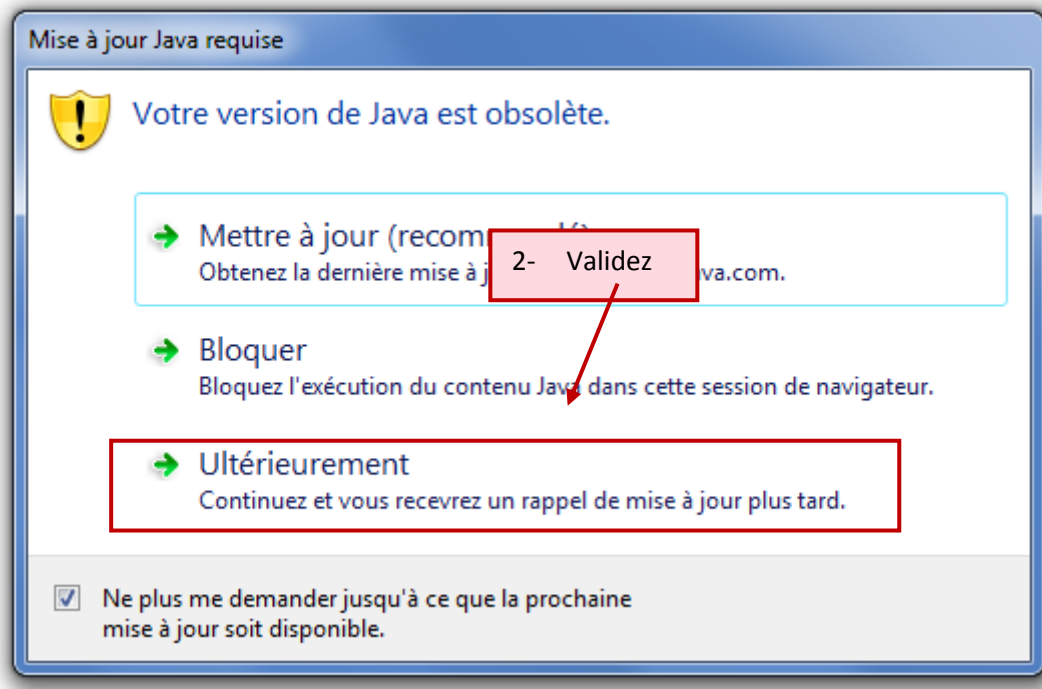 Mise à jour Java requise
Votre version de Java est obsolète.
Mettre à jour
Obtenez la dernière mise à
2- Validez
Bloquer
Bloquez l'exécution du contenu Java dans cette session de navigateur.
Ultérieurement
Continuez et vous recevrez un rappel de mise à jour plus tard.
Ne plus me demander jusqu'à ce que la prochaine
mise à jour soit disponible.